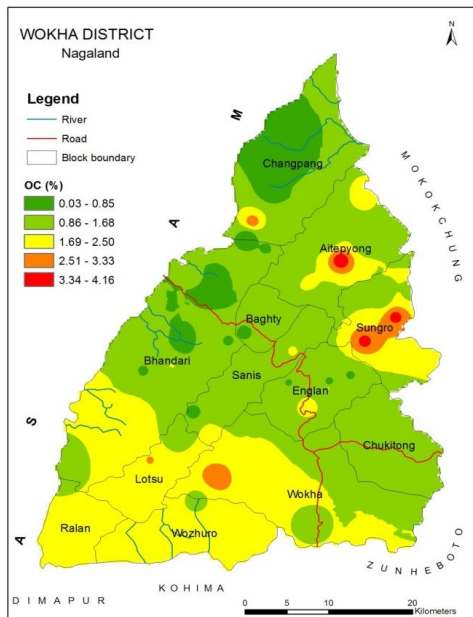 WOKHA DISTRICT
Nagaland
N
Legend
River
Road
Block boundary
OC (%)
0.03 - 0.85
0.86 - 1.68
1.69 - 2.50
2.51 - 3.33
3.34 - 4.16
ASAM
MOKOKCHUNG
Changpang
Aitepyong
Baghty
Sungro
Bhandari
Sanis
Englan
Chukitong
Lotsu
Wokha
Ralan
Wozhuro
ZUNHEBOTO
KOHIMA
DIMAPUR
0 5 10 20
Kilometers